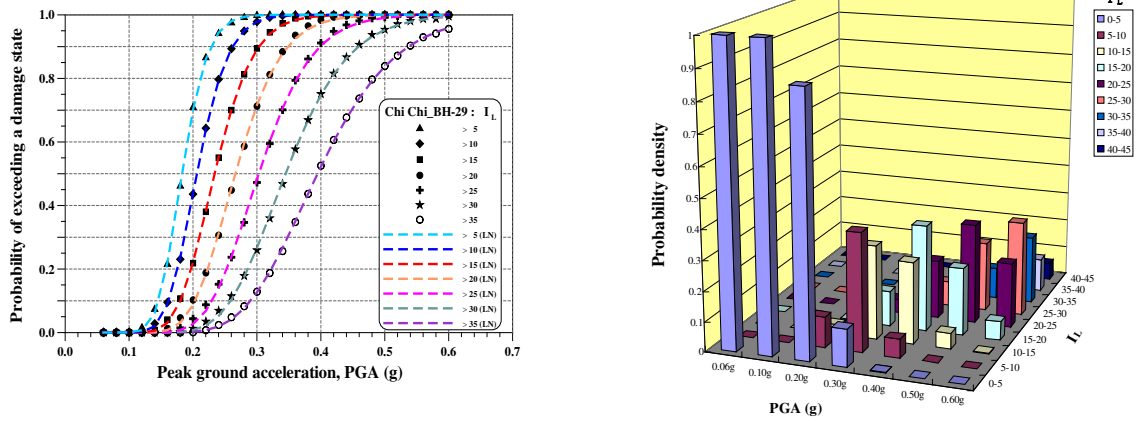 Probability of exceeding a damage state
1.0
0.8
0.6
0.4
0.2
0.0
0.0
0.1
0.2
0.3
0.4
0.5
0.6
0.7
Peak ground acceleration, PGA (g)
Chi Chi_BH-29 : I_L
> 5
> 10
> 15
> 20
> 25
> 30
> 35
> 5 (LN)
> 10 (LN)
> 15 (LN)
> 20 (LN)
> 25 (LN)
> 30 (LN)
> 35 (LN)
Probability density
1
0.9
0.8
0.7
0.6
0.5
0.4
0.3
0.2
0.1
0
0.06g
0.10g
0.20g
0.30g
0.40g
0.50g
0.60g
PGA (g)
40-45
35-40
30-35
25-30
20-25
15-20
10-15
5-10
0-5
I_L
0-5
5-10
10-15
15-20
20-25
25-30
30-35
35-40
40-45